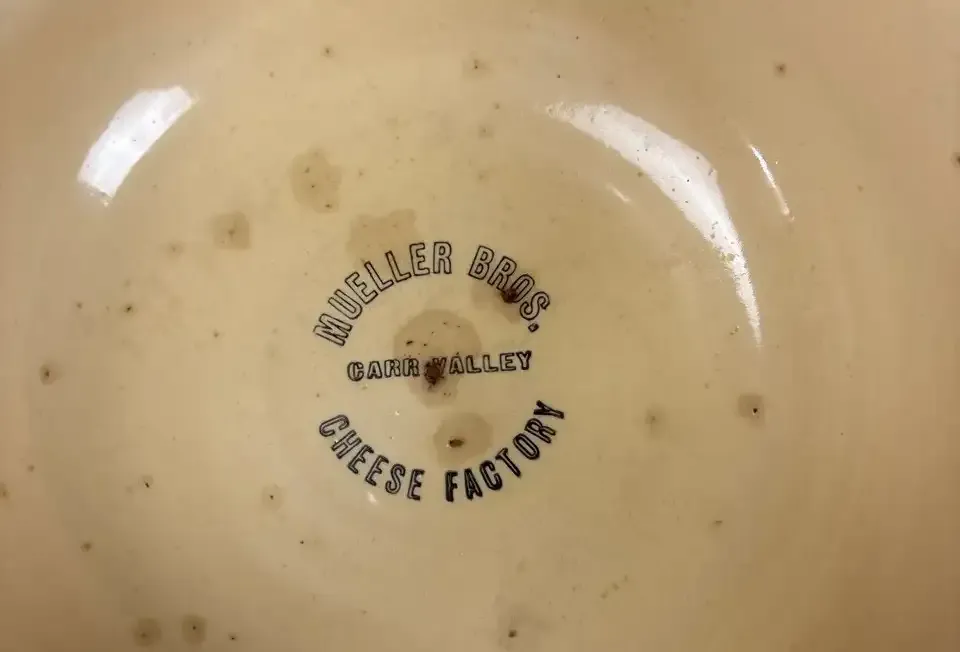 MUELLER BROS.
CARR VALLEY
CHEESE FACTORY